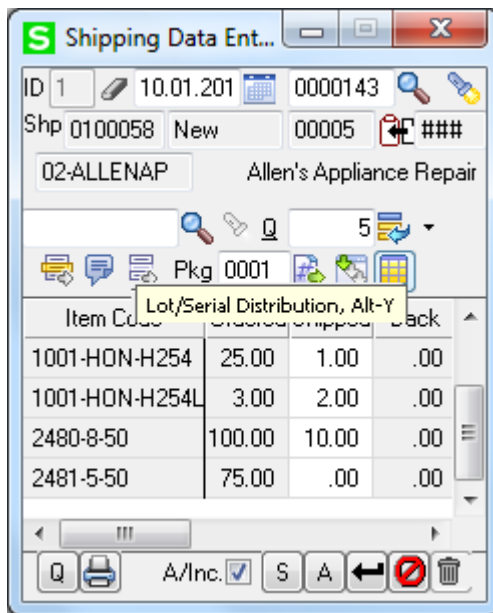 S Shipping Data Ent...
ID 1 10.01.201 0000143
Shp 0100058 New 00005 ###
02-ALLENAP Allen's Appliance Repair
Q 5
Pkg 0001
Lot/Serial Distribution, Alt-Y
Item
1001-HON-H254 25.00 1.00 .00
1001-HON-H254L 3.00 2.00 .00
2480-8-50 100.00 10.00 .00
2481-5-50 75.00 .00 .00
Q A/Inc. S A